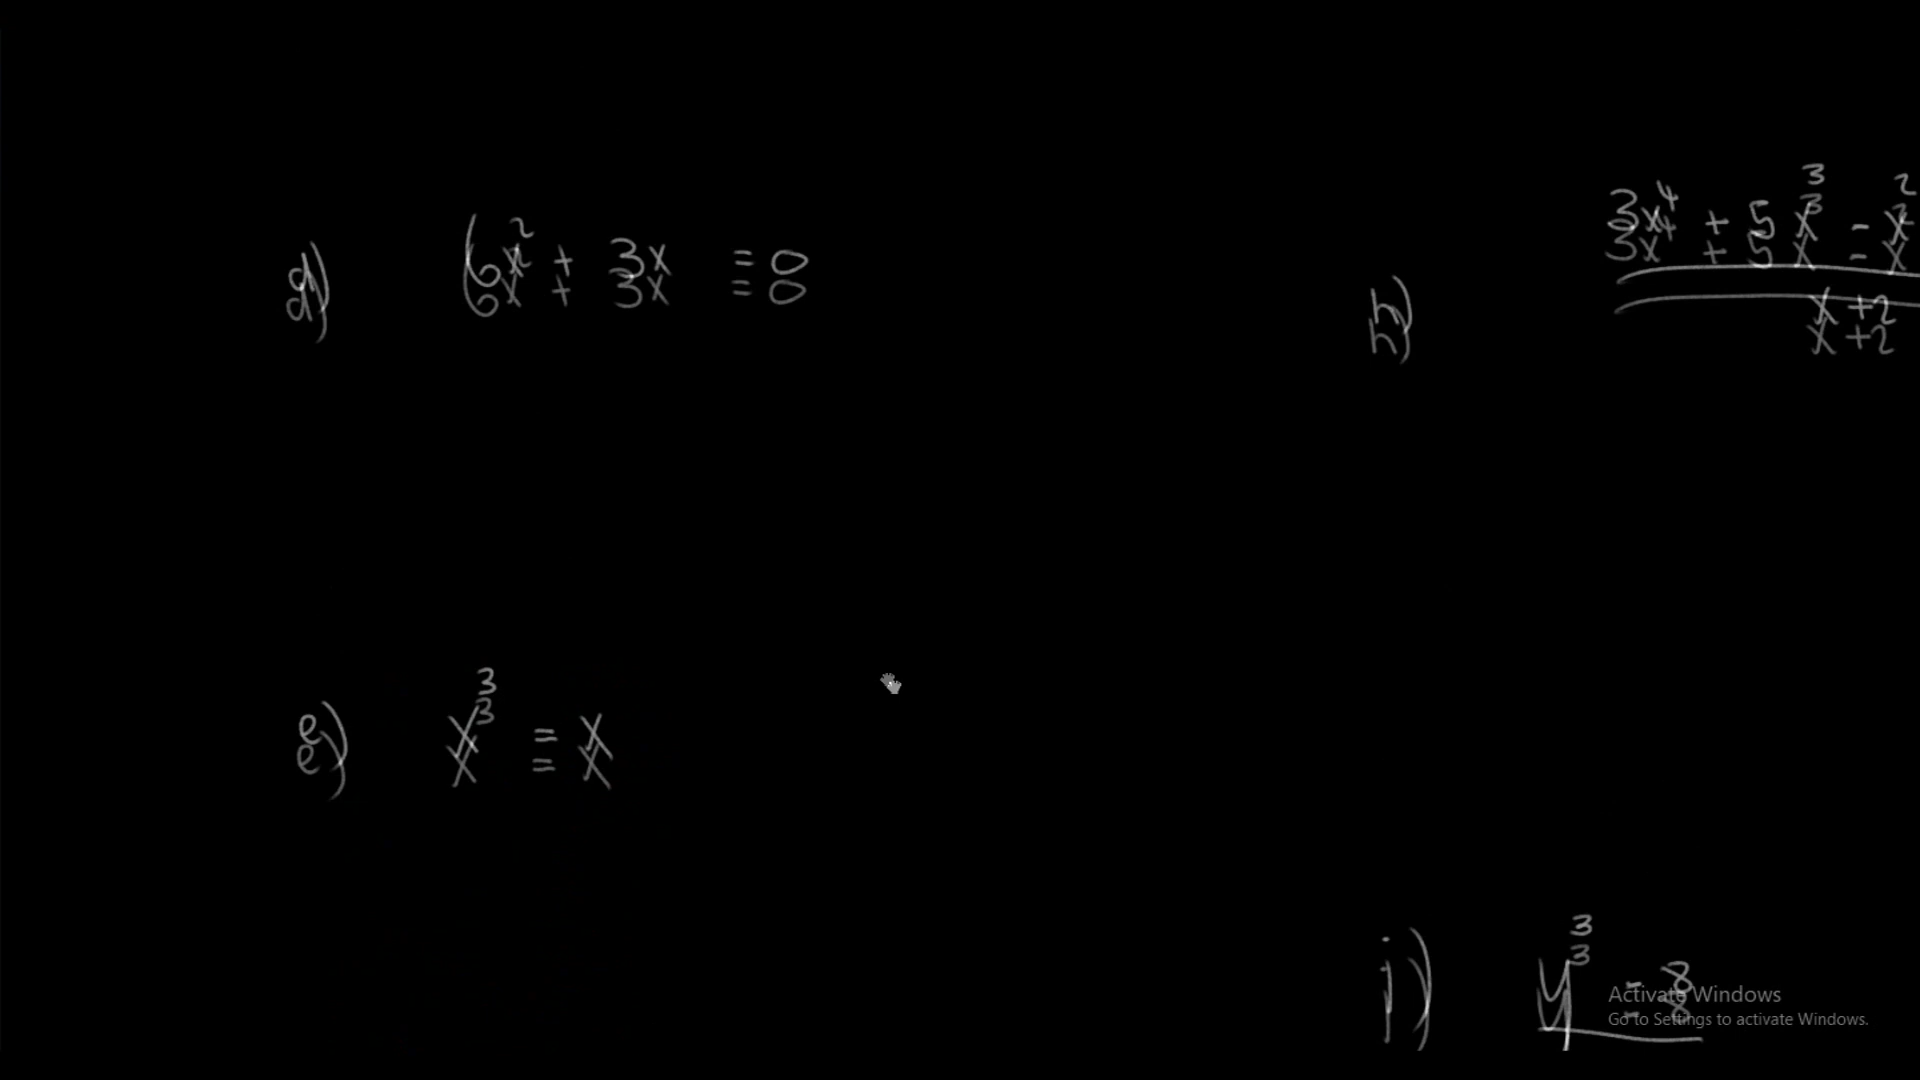 d) 6x² + 3x = 0
h) 3x⁴ + 5x³ - x²
x + 2
e) x³ = x
i) y³ = 8
Activate Windows
Go to Settings to activate Windows.